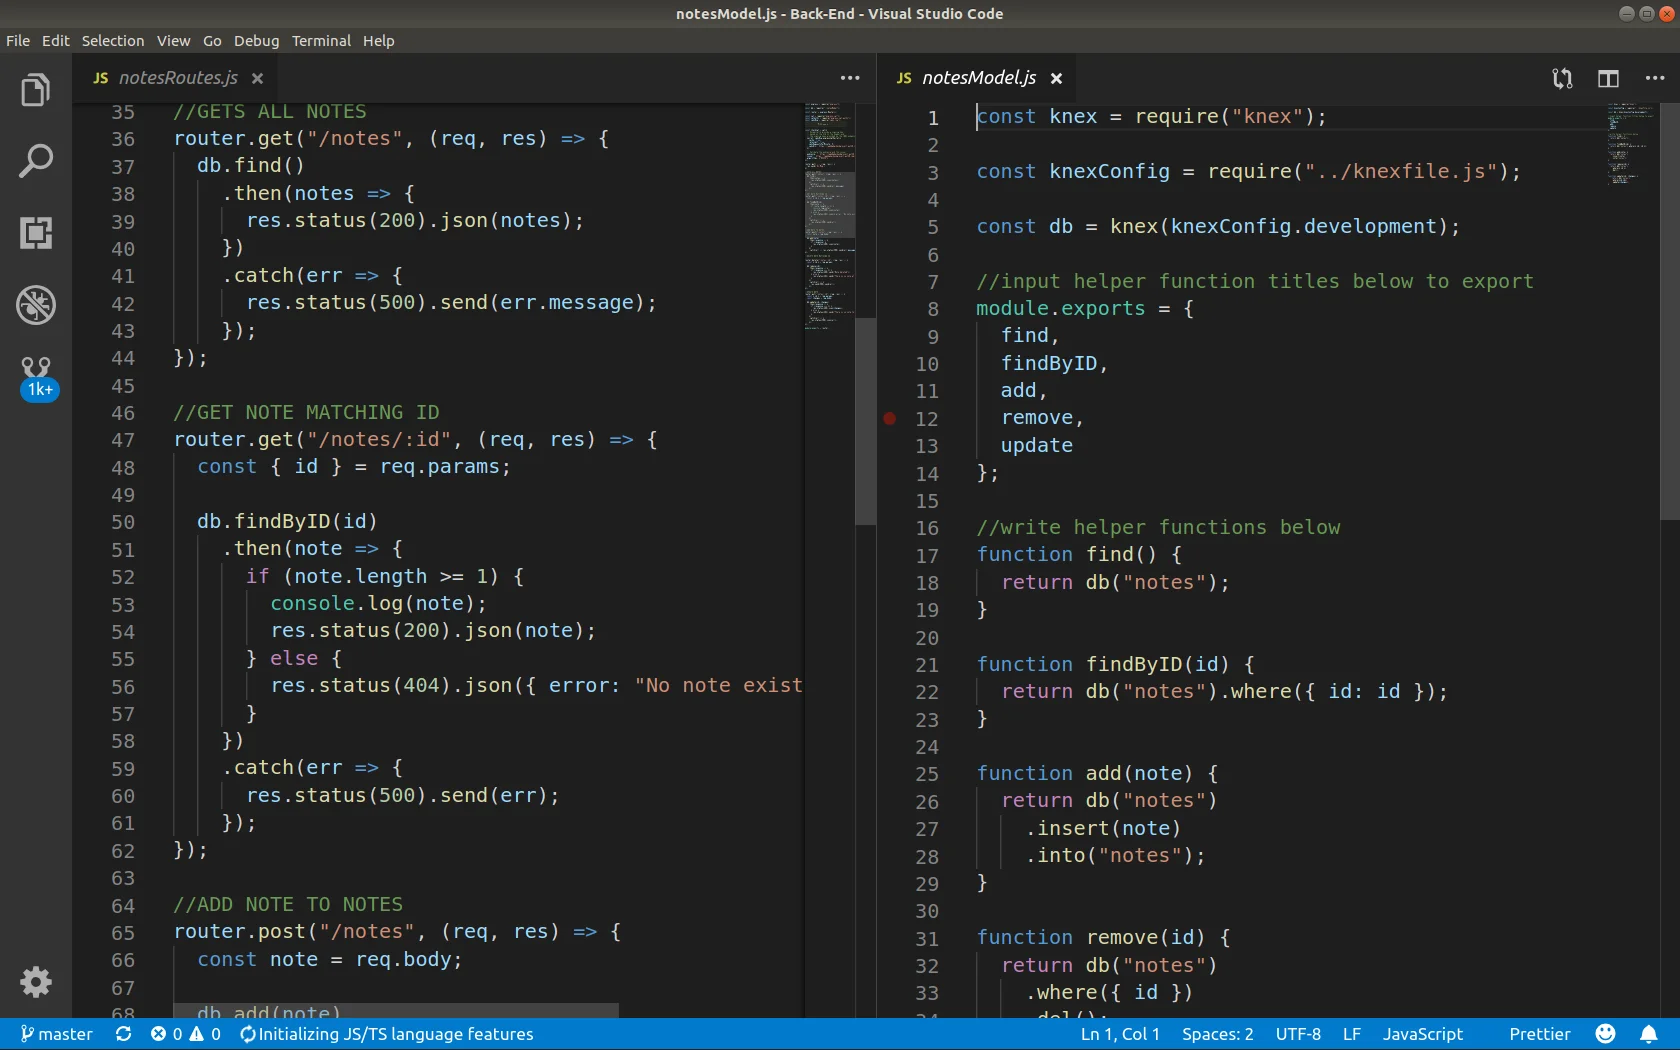 notesModel.js - Back-End - Visual Studio Code
File Edit Selection View Go Debug Terminal Help
JS notesRoutes.js ×
35 //GETS ALL NOTES
36 router.get("/notes", (req, res) => {
37   db.find()
38     .then(notes => {
39       res.status(200).json(notes);
40     })
41     .catch(err => {
42       res.status(500).send(err.message);
43     });
44 });
45
46 //GET NOTE MATCHING ID
47 router.get("/notes/:id", (req, res) => {
48   const { id } = req.params;
49
50   db.findByID(id)
51     .then(note => {
52       if (note.length >= 1) {
53         console.log(note);
54         res.status(200).json(note);
55       } else {
56         res.status(404).json({ error: "No note exist
57       }
58     })
59     .catch(err => {
60       res.status(500).send(err);
61     });
62 });
63
64 //ADD NOTE TO NOTES
65 router.post("/notes", (req, res) => {
66   const note = req.body;
67
68   db.add(note)
JS notesModel.js ×
1 const knex = require("knex");
2
3 const knexConfig = require("../knexfile.js");
4
5 const db = knex(knexConfig.development);
6
7 //input helper function titles below to export
8 module.exports = {
9   find,
10   findByID,
11   add,
12   remove,
13   update
14 };
15
16 //write helper functions below
17 function find() {
18   return db("notes");
19 }
20
21 function findByID(id) {
22   return db("notes").where({ id: id });
23 }
24
25 function add(note) {
26   return db("notes")
27     .insert(note)
28     .into("notes");
29 }
30
31 function remove(id) {
32   return db("notes")
33     .where({ id })
34     .del();
1k+
master 0 0 Initializing JS/TS language features Ln 1, Col 1 Spaces: 2 UTF-8 LF JavaScript Prettier